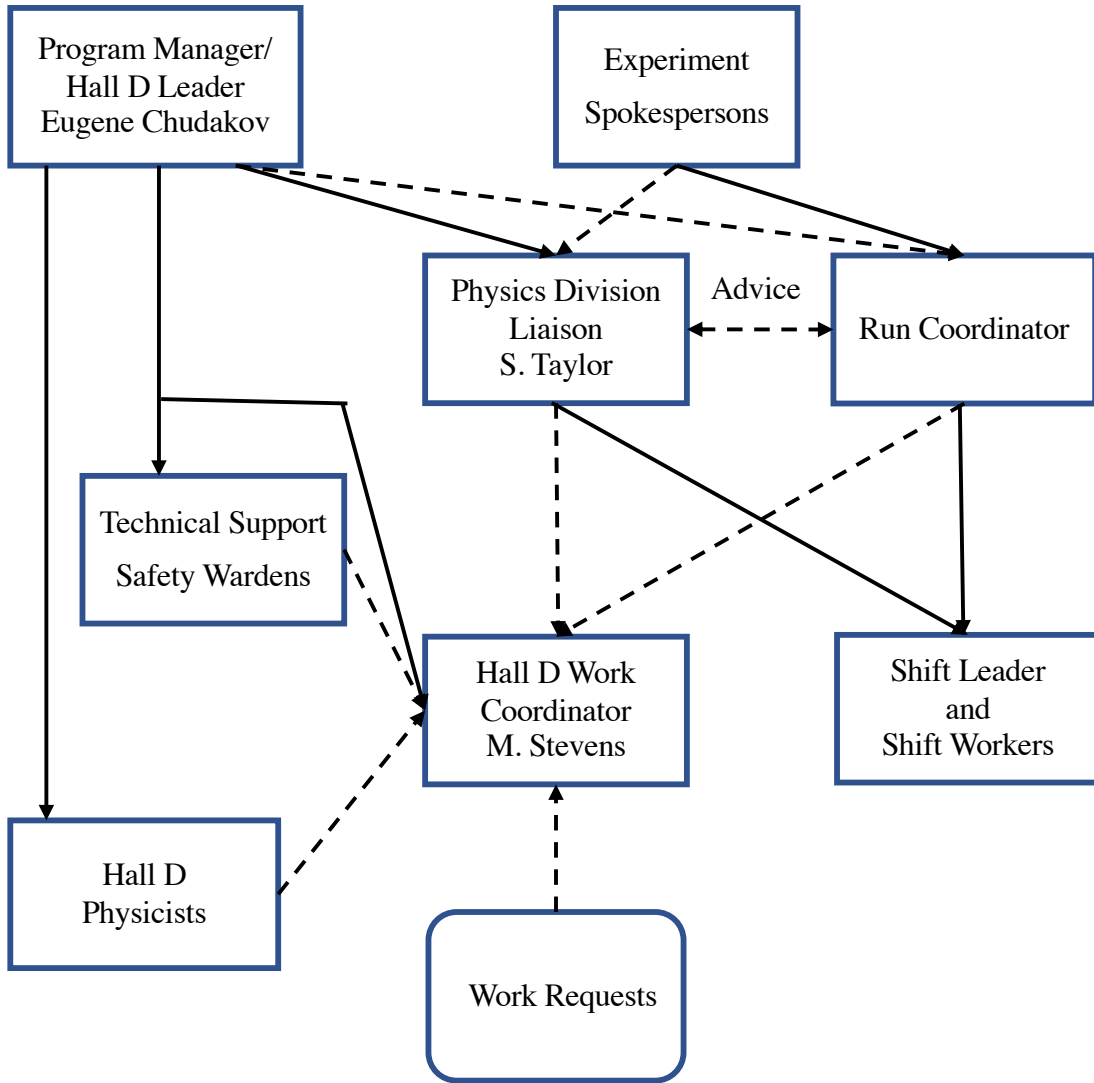 Program Manager/
Hall D Leader
Eugene Chudakov
Experiment
Spokespersons
Physics Division
Liaison
S. Taylor
Advice
Run Coordinator
Technical Support
Safety Wardens
Hall D Work
Coordinator
M. Stevens
Shift Leader
and
Shift Workers
Hall D
Physicists
Work Requests